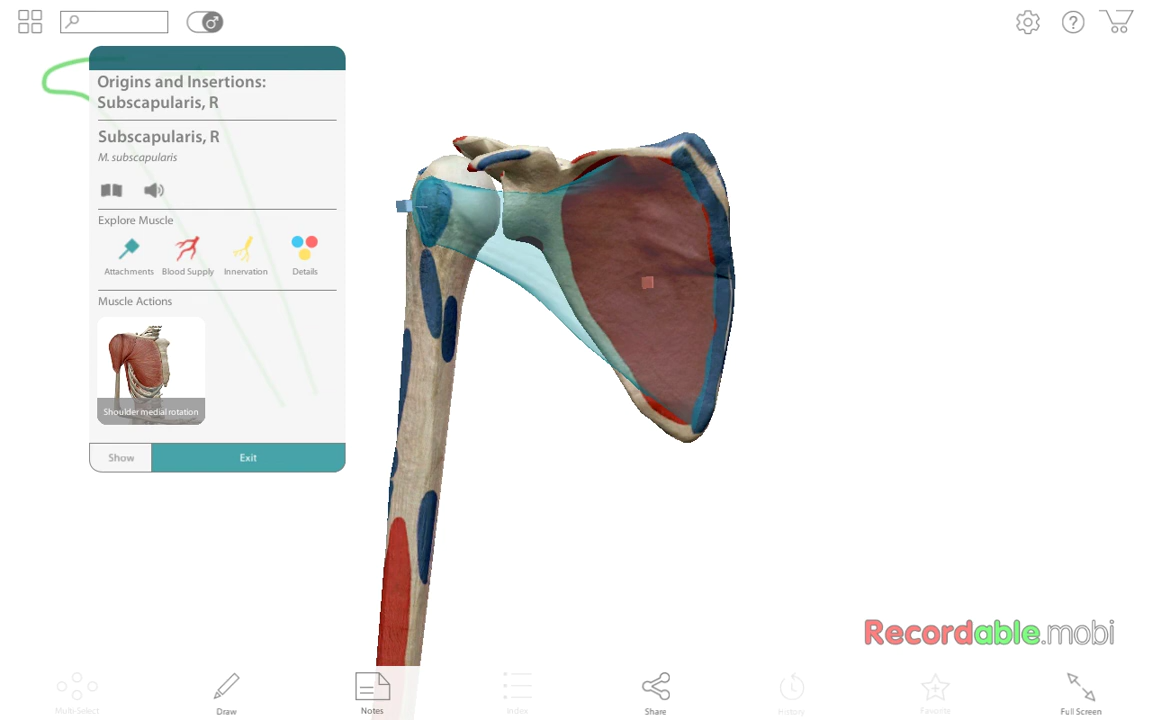 Origins and Insertions:
Subscapularis, R
Subscapularis, R
M. subscapularis
Explore Muscle
Attachments
Blood Supply
Innervation
Details
Muscle Actions
Shoulder medial rotation
Show
Exit
Recordable.mobi
Multi-Select
Draw
Notes
Index
Share
History
Favorite
Full Screen